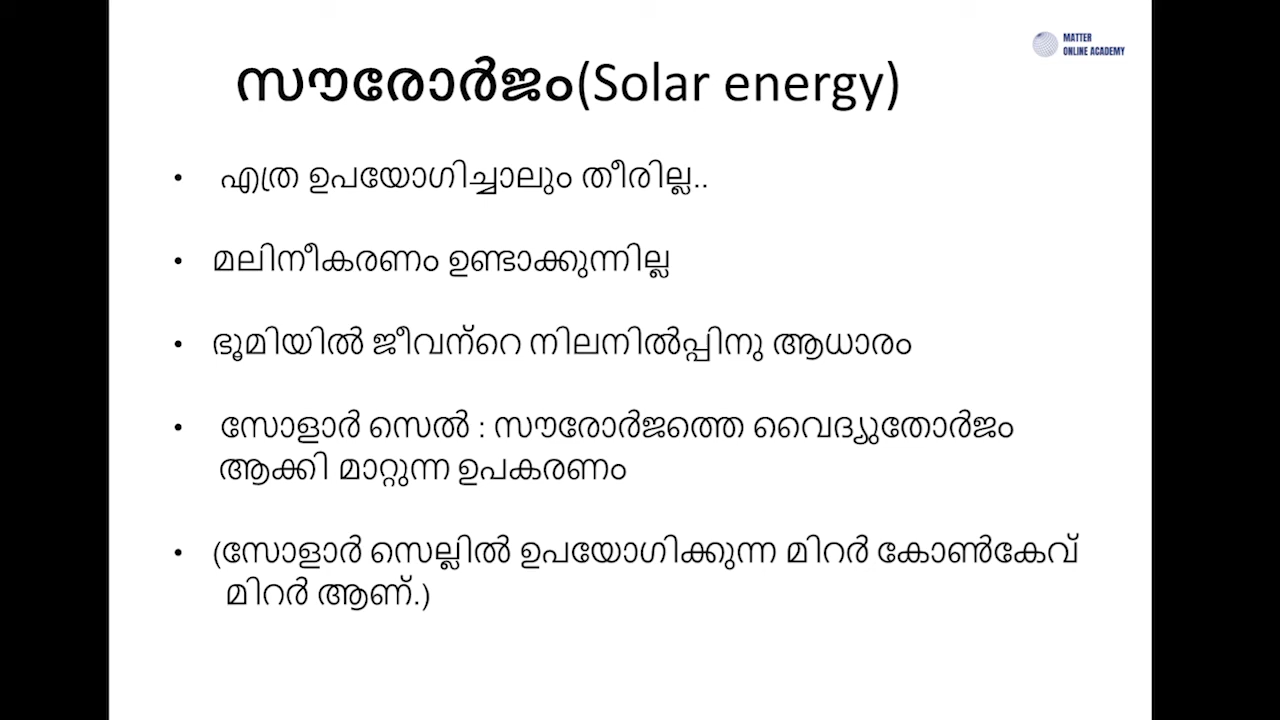 MATTER
ONLINE ACADEMY
സൗരോർജം(Solar energy)
• എത്ര ഉപയോഗിച്ചാലും തീരില്ല..
• മലിനീകരണം ഉണ്ടാക്കുന്നില്ല
• ഭൂമിയിൽ ജീവന്റെ നിലനിൽപ്പിനു ആധാരം
• സോളാർ സെൽ : സൗരോർജത്തെ വൈദ്യുതോർജം
ആക്കി മാറ്റുന്ന ഉപകരണം
• (സോളാർ സെല്ലിൽ ഉപയോഗിക്കുന്ന മിറർ കോൺകേവ്
മിറർ ആണ്.)